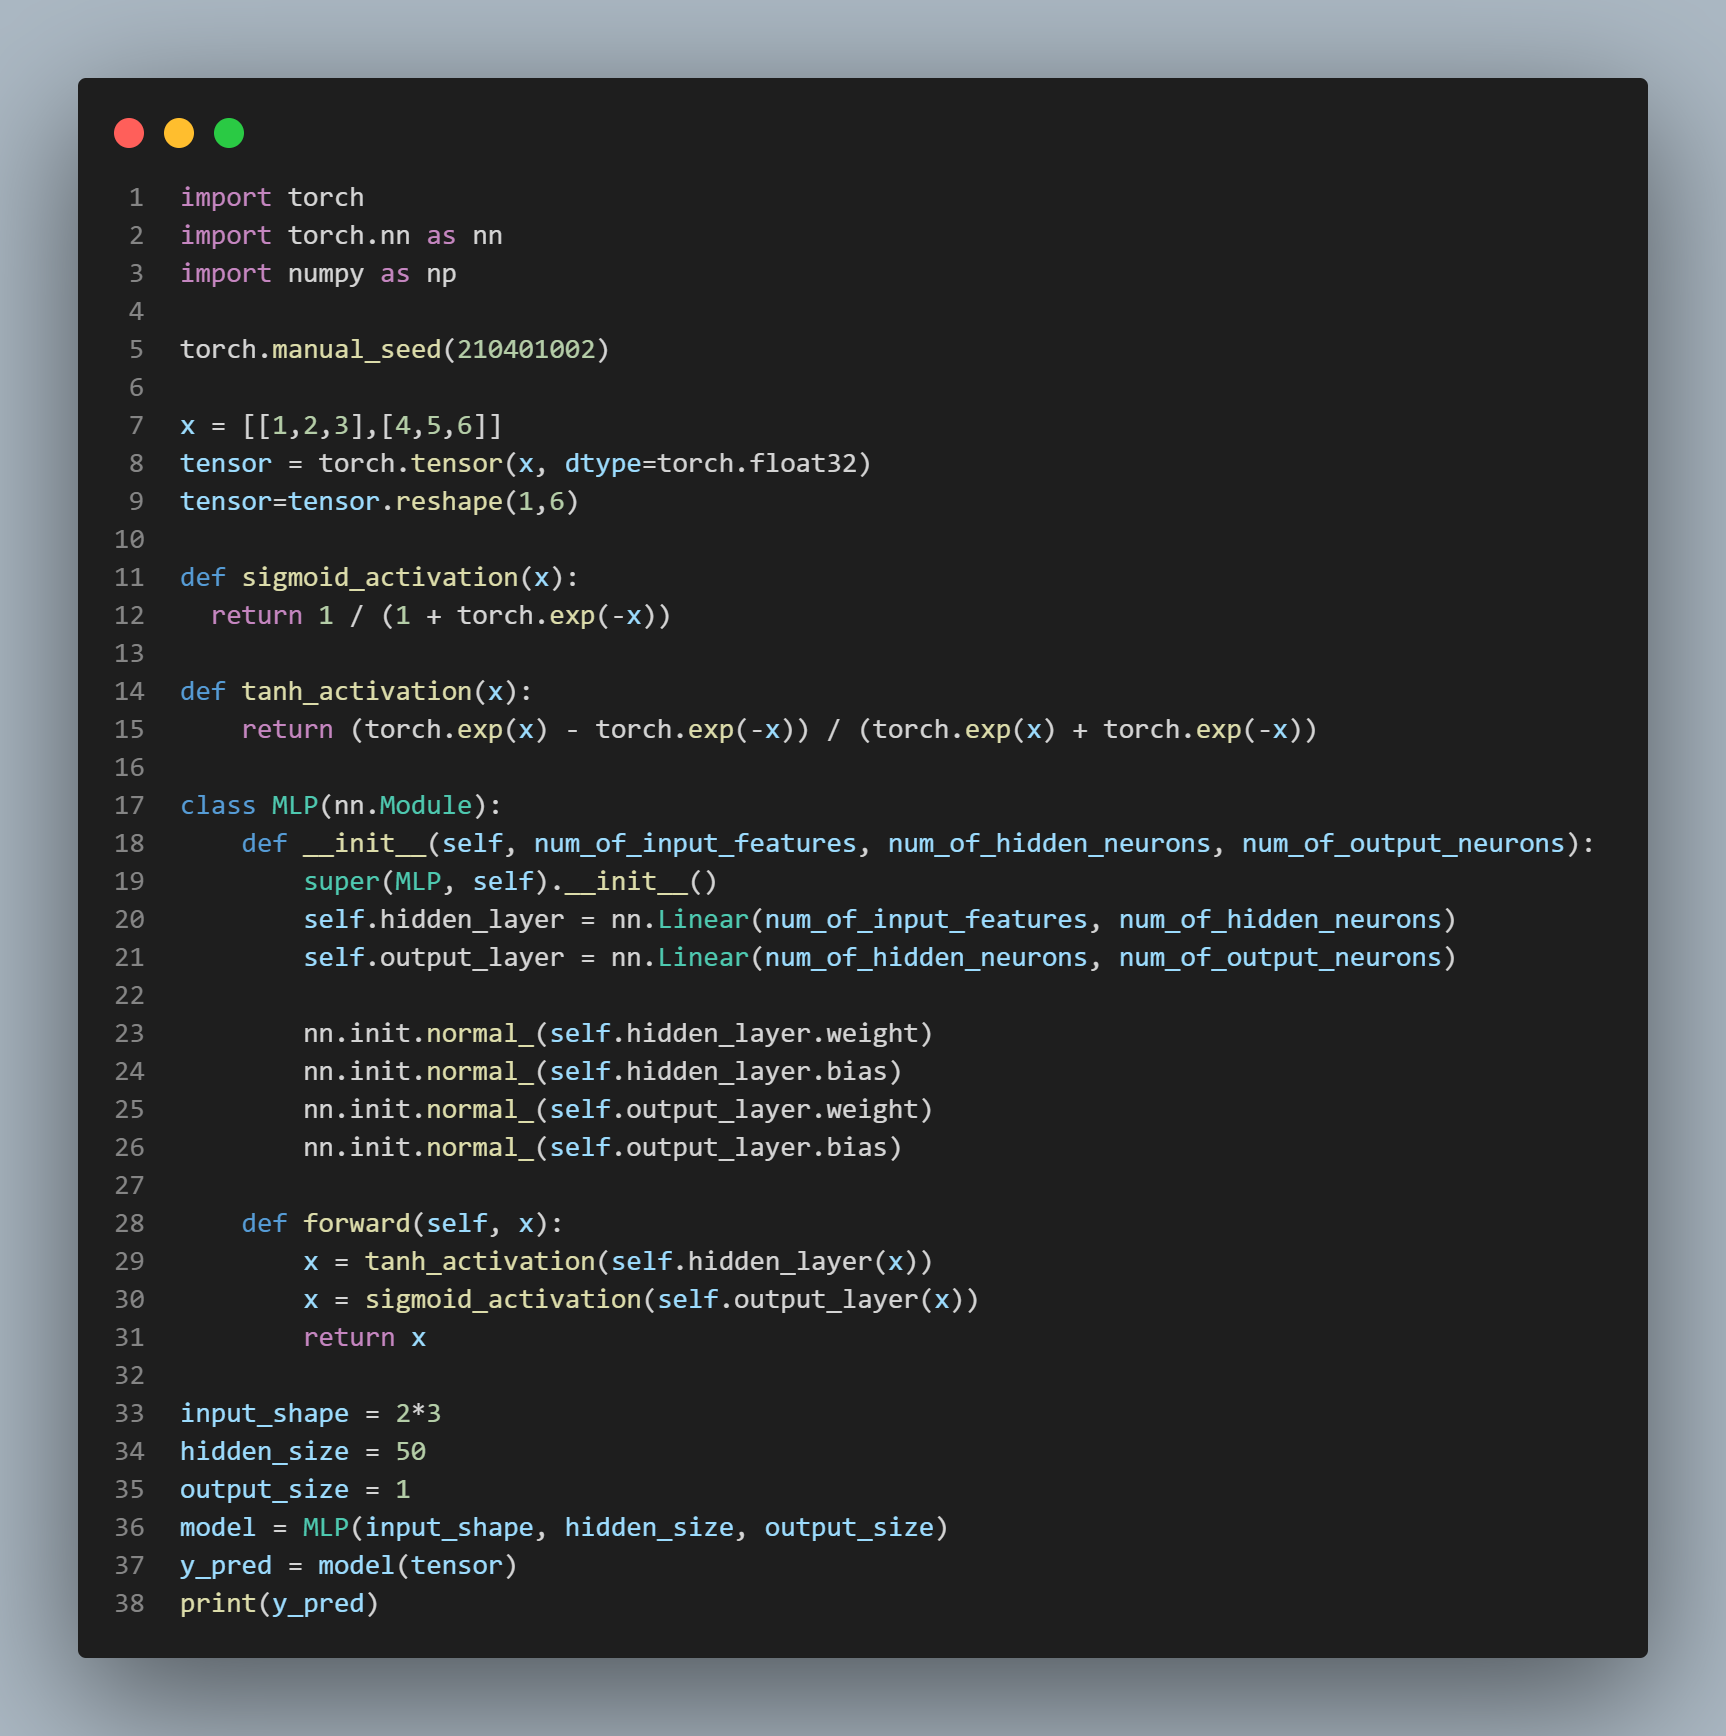 1 import torch
2 import torch.nn as nn
3 import numpy as np
4
5 torch.manual_seed(210401002)
6
7 x = [[1,2,3],[4,5,6]]
8 tensor = torch.tensor(x, dtype=torch.float32)
9 tensor=tensor.reshape(1,6)
10
11 def sigmoid_activation(x):
12   return 1 / (1 + torch.exp(-x))
13
14 def tanh_activation(x):
15     return (torch.exp(x) - torch.exp(-x)) / (torch.exp(x) + torch.exp(-x))
16
17 class MLP(nn.Module):
18     def __init__(self, num_of_input_features, num_of_hidden_neurons, num_of_output_neurons):
19         super(MLP, self).__init__()
20         self.hidden_layer = nn.Linear(num_of_input_features, num_of_hidden_neurons)
21         self.output_layer = nn.Linear(num_of_hidden_neurons, num_of_output_neurons)
22
23         nn.init.normal_(self.hidden_layer.weight)
24         nn.init.normal_(self.hidden_layer.bias)
25         nn.init.normal_(self.output_layer.weight)
26         nn.init.normal_(self.output_layer.bias)
27
28     def forward(self, x):
29         x = tanh_activation(self.hidden_layer(x))
30         x = sigmoid_activation(self.output_layer(x))
31         return x
32
33 input_shape = 2*3
34 hidden_size = 50
35 output_size = 1
36 model = MLP(input_shape, hidden_size, output_size)
37 y_pred = model(tensor)
38 print(y_pred)